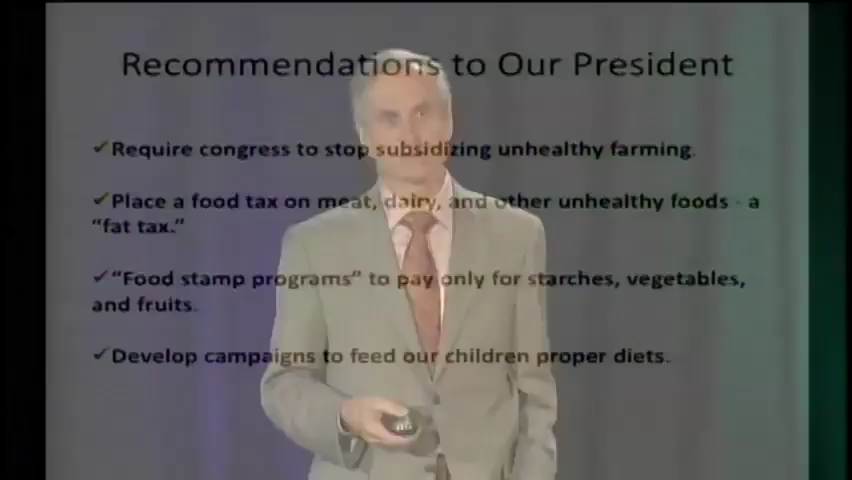 Recommendations to Our President
✓Require congress to stop subsidizing unhealthy farming.
✓Place a food tax on meat, dairy, and other unhealthy foods - a
“fat tax.”
✓“Food stamp programs” to pay only for starches, vegetables,
and fruits.
✓Develop campaigns to feed our children proper diets.